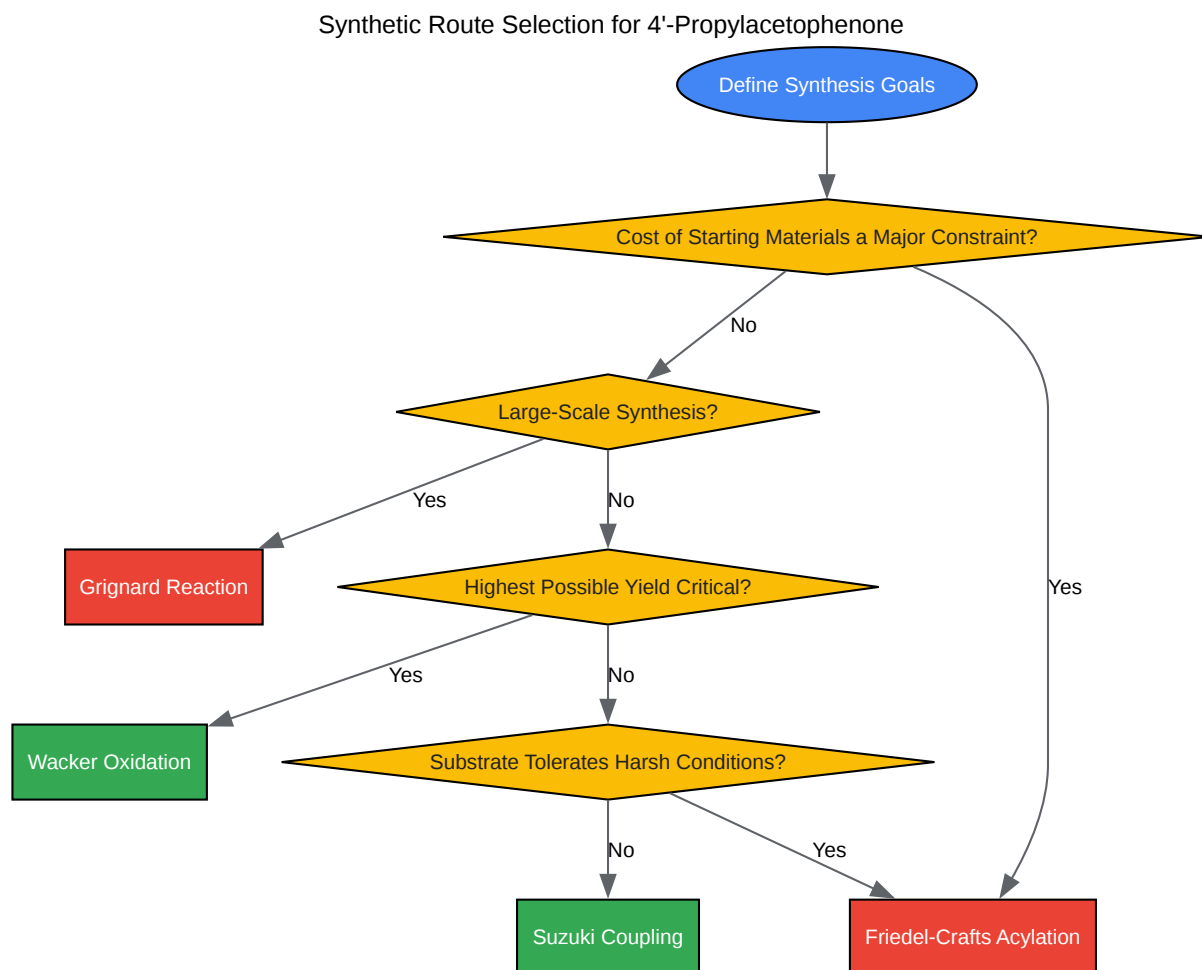 Synthetic Route Selection for 4'-Propylacetophenone
Define Synthesis Goals
Cost of Starting Materials a Major Constraint?
No
Large-Scale Synthesis?
Yes
No
Yes
Grignard Reaction
Highest Possible Yield Critical?
Yes
No
Wacker Oxidation
Substrate Tolerates Harsh Conditions?
No
Yes
Suzuki Coupling
Friedel-Crafts Acylation